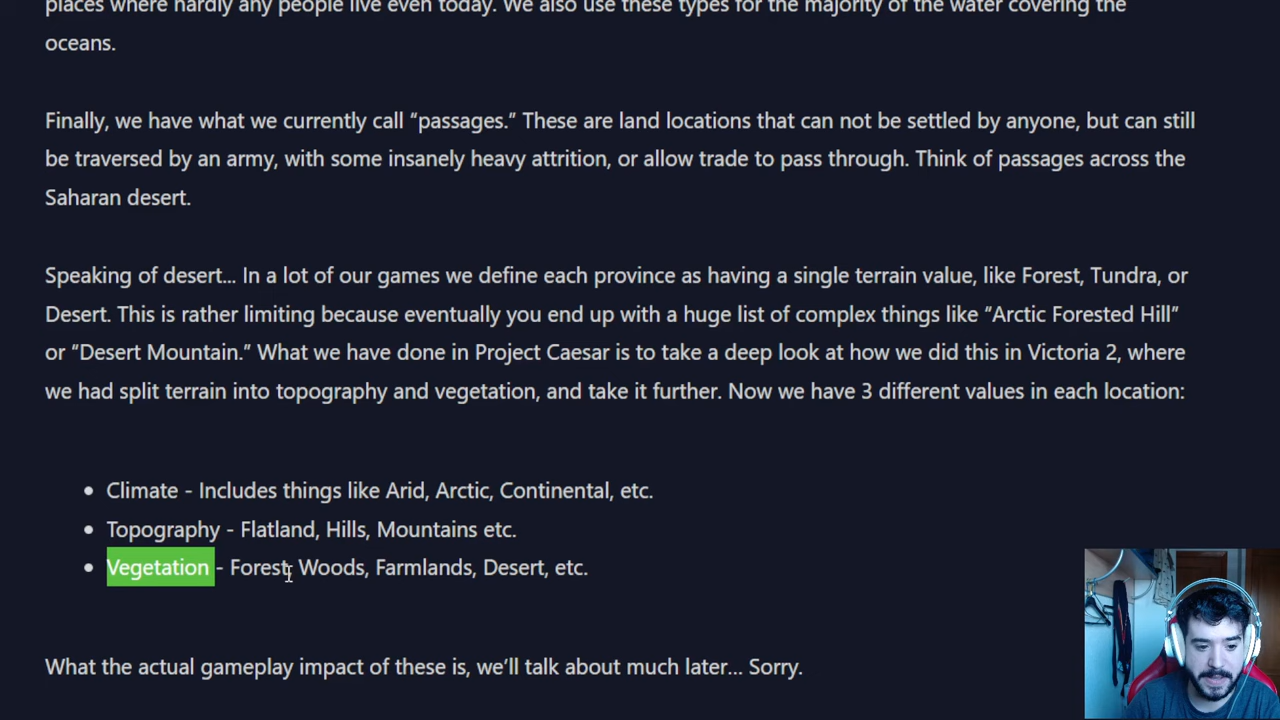 places where hardly any people live even today. We also use these types for the majority of the water covering the
oceans.
Finally, we have what we currently call “passages.” These are land locations that can not be settled by anyone, but can still
be traversed by an army, with some insanely heavy attrition, or allow trade to pass through. Think of passages across the
Saharan desert.
Speaking of desert... In a lot of our games we define each province as having a single terrain value, like Forest, Tundra, or
Desert. This is rather limiting because eventually you end up with a huge list of complex things like “Arctic Forested Hill”
or “Desert Mountain.” What we have done in Project Caesar is to take a deep look at how we did this in Victoria 2, where
we had split terrain into topography and vegetation, and take it further. Now we have 3 different values in each location:
• Climate - Includes things like Arid, Arctic, Continental, etc.
• Topography - Flatland, Hills, Mountains etc.
• Vegetation - Forest, Woods, Farmlands, Desert, etc.
What the actual gameplay impact of these is, we’ll talk about much later... Sorry.